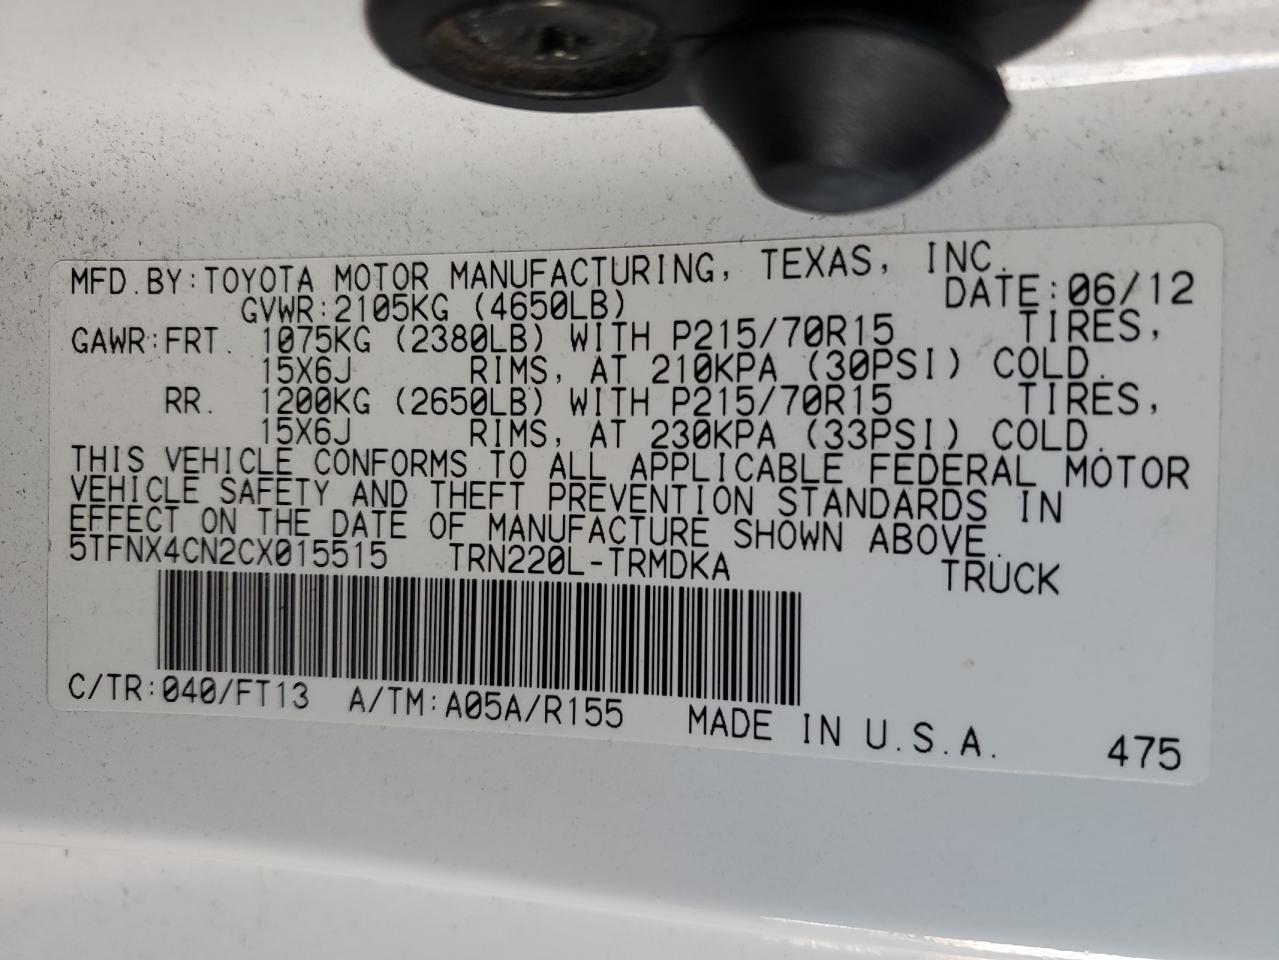 MFD. BY: TOYOTA MOTOR MANUFACTURING, TEXAS, INC.
GVWR: 2105KG (4650LB) DATE: 06/12
GAWR: FRT. 1075KG (2380LB) WITH P215/70R15 TIRES,
15X6J RIMS, AT 210KPA (30PSI) COLD.
RR. 1200KG (2650LB) WITH P215/70R15 TIRES,
15X6J RIMS, AT 230KPA (33PSI) COLD.
THIS VEHICLE CONFORMS TO ALL APPLICABLE FEDERAL MOTOR
VEHICLE SAFETY AND THEFT PREVENTION STANDARDS IN
EFFECT ON THE DATE OF MANUFACTURE SHOWN ABOVE.
5TFNX4CN2CX015515 TRN220L-TRMDKA TRUCK
C/TR: 040/FT13 A/TM: A05A/R155 MADE IN U.S.A. 475